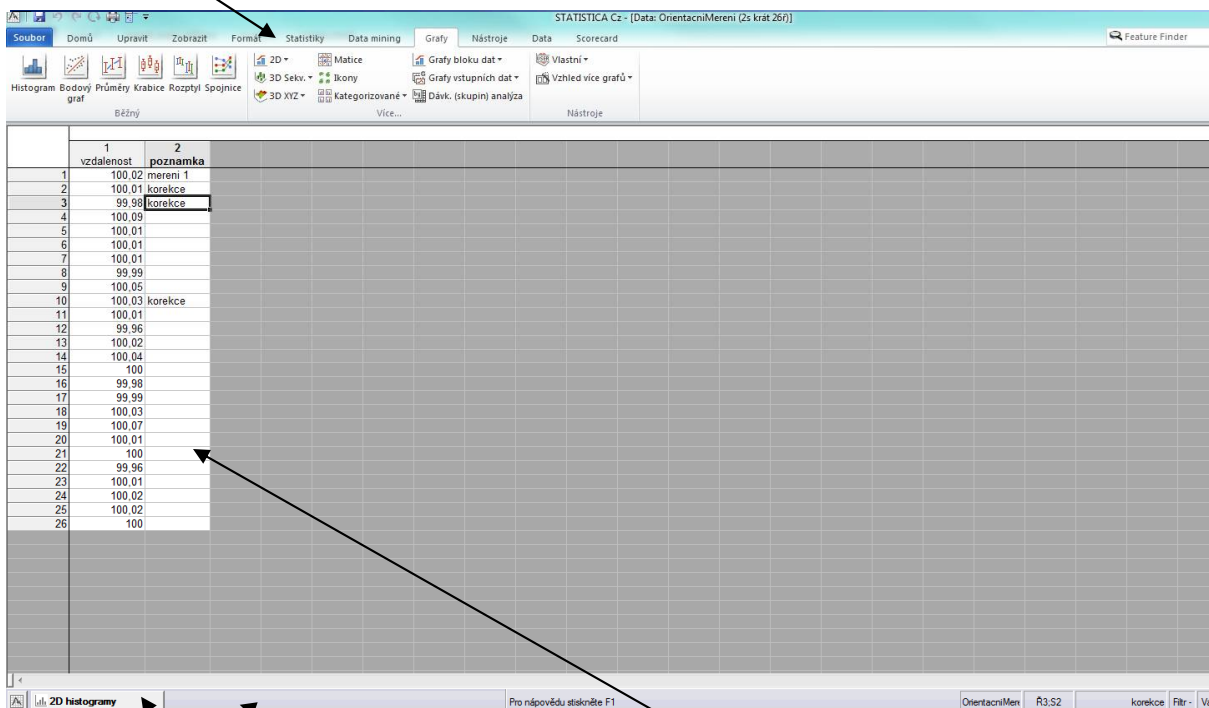 STATISTICA Cz - [Data: OrientacniMereni (2s krát 26ř)]
Soubor Domů Upravit Zobrazit Formát Statistiky Data mining Grafy Nástroje Data Scorecard Feature Finder
Histogram Bodový graf Průměry Krabice Rozptyl Spojnice
2D Matice Grafy bloku dat Vlastní
3D Sekv. Ikony Grafy vstupních dat Vzhled více grafů
3D XYZ Kategorizované Dávk. (skupin) analýza
Běžný Více... Nástroje
1 2
vzdalenost poznamka
1 100,02 mereni 1
2 100,01 korekce
3 99,98 korekce
4 100,09
5 100,01
6 100,01
7 100,01
8 99,99
9 100,05
10 100,03 korekce
11 100,01
12 99,96
13 100,02
14 100,04
15 100
16 99,98
17 99,99
18 100,03
19 100,07
20 100,01
21 100
22 99,96
23 100,01
24 100,02
25 100,02
26 100
2D histogramy Pro nápovědu stiskněte F1 OrientacniMeren Ř3;S2 korekce Filtr - Va